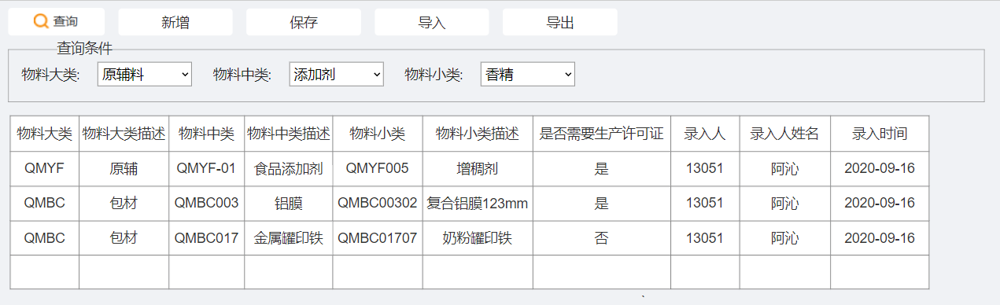 查询 新增 保存 导入 导出
查询条件
物料大类: 原辅料 物料中类: 添加剂 物料小类: 香精
物料大类 物料大类描述 物料中类 物料中类描述 物料小类 物料小类描述 是否需要生产许可证 录入人 录入人姓名 录入时间
QMYF 原辅 QMYF-01 食品添加剂 QMYF005 增稠剂 是 13051 阿沁 2020-09-16
QMBC 包材 QMBC003 铝膜 QMBC00302 复合铝膜123mm 是 13051 阿沁 2020-09-16
QMBC 包材 QMBC017 金属罐印铁 QMBC01707 奶粉罐印铁 否 13051 阿沁 2020-09-16
、